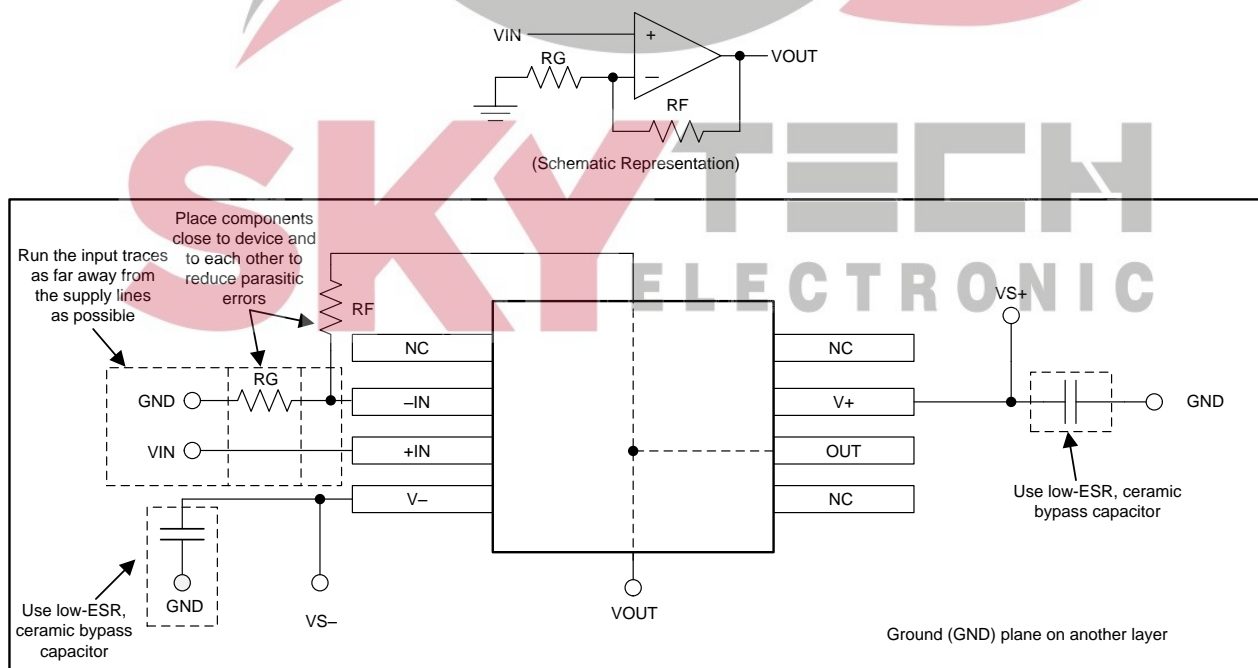 VIN
+
VOUT
RG
−
RF
(Schematic Representation)
SKYTECH
ELECTRONIC
Run the input traces
as far away from
the supply lines
as possible
Place components
close to device and
to each other to
reduce parasitic
errors
RF
VS+
NC
NC
RG
GND
–IN
V+
GND
VIN
+IN
OUT
V–
NC
Use low-ESR, ceramic
bypass capacitor
GND
Use low-ESR,
ceramic bypass
capacitor
VS–
VOUT
Ground (GND) plane on another layer